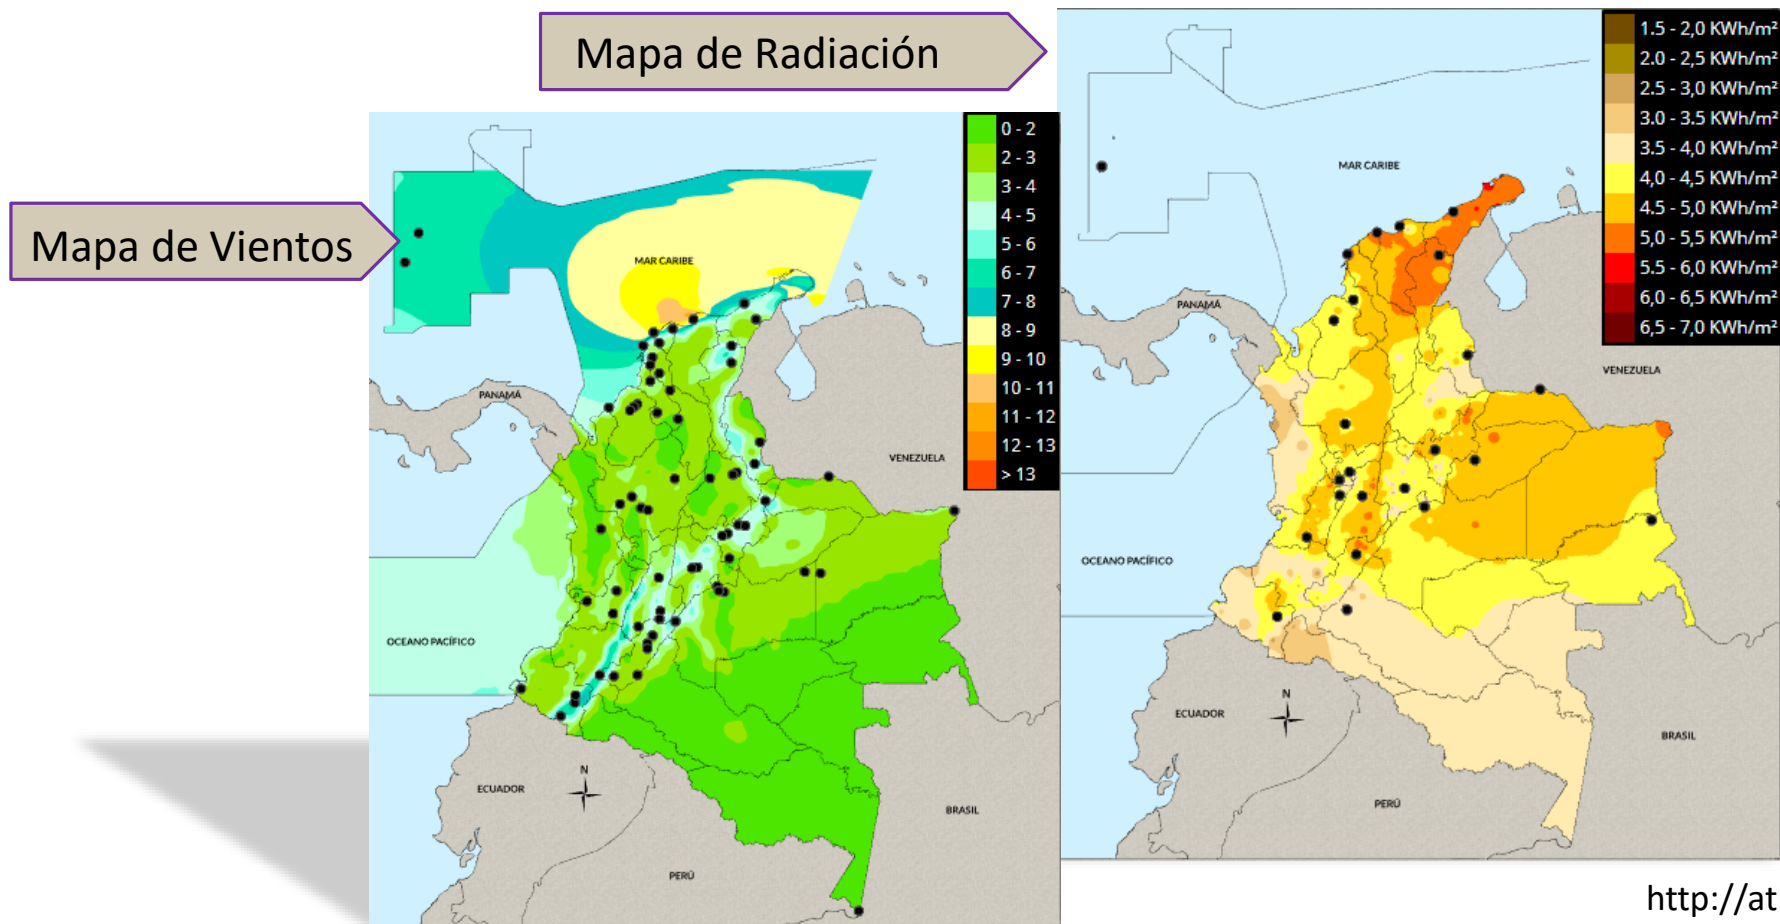 Mapa de Radiación
Mapa de Vientos
MAR CARIBE
PANAMÁ
VENEZUELA
OCEANO PACÍFICO
N
ECUADOR
BRASIL
PERÚ
0 - 2
2 - 3
3 - 4
4 - 5
5 - 6
6 - 7
7 - 8
8 - 9
9 - 10
10 - 11
11 - 12
12 - 13
> 13
MAR CARIBE
PANAMÁ
VENEZUELA
OCEANO PACÍFICO
N
ECUADOR
BRASIL
PERÚ
1.5 - 2,0 KWh/m²
2.0 - 2,5 KWh/m²
2.5 - 3,0 KWh/m²
3.0 - 3.5 KWh/m²
3.5 - 4,0 KWh/m²
4,0 - 4,5 KWh/m²
4.5 - 5,0 KWh/m²
5,0 - 5,5 KWh/m²
5.5 - 6,0 KWh/m²
6,0 - 6,5 KWh/m²
6,5 - 7,0 KWh/m²
http://at